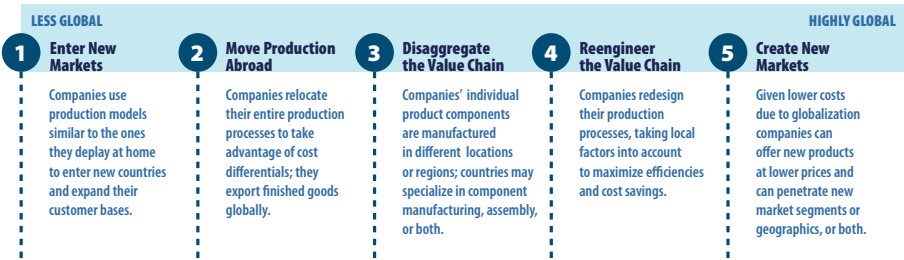 LESS GLOBAL
HIGHLY GLOBAL
1
Enter New
Markets
Companies use
production models
similar to the ones
they deplay at home
to enter new countries
and expand their
customer bases.
2
Move Production
Abroad
Companies relocate
their entire production
processes to take
advantage of cost
differentials; they
export finished goods
globally.
3
Disaggregate
the Value Chain
Companies’ individual
product components
are manufactured
in different locations
or regions; countries may
specialize in component
manufacturing, assembly,
or both.
4
Reengineer
the Value Chain
Companies redesign
their production
processes, taking local
factors into account
to maximize efficiencies
and cost savings.
5
Create New
Markets
Given lower costs
due to globalization
companies can
offer new products
at lower prices and
can penetrate new
market segments or
geographics, or both.